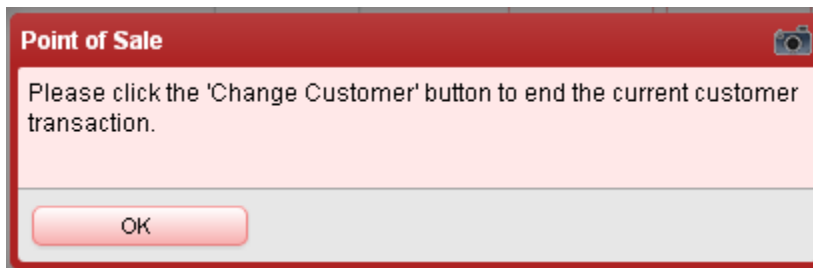 Point of Sale
Please click the 'Change Customer' button to end the current customer
transaction.
OK